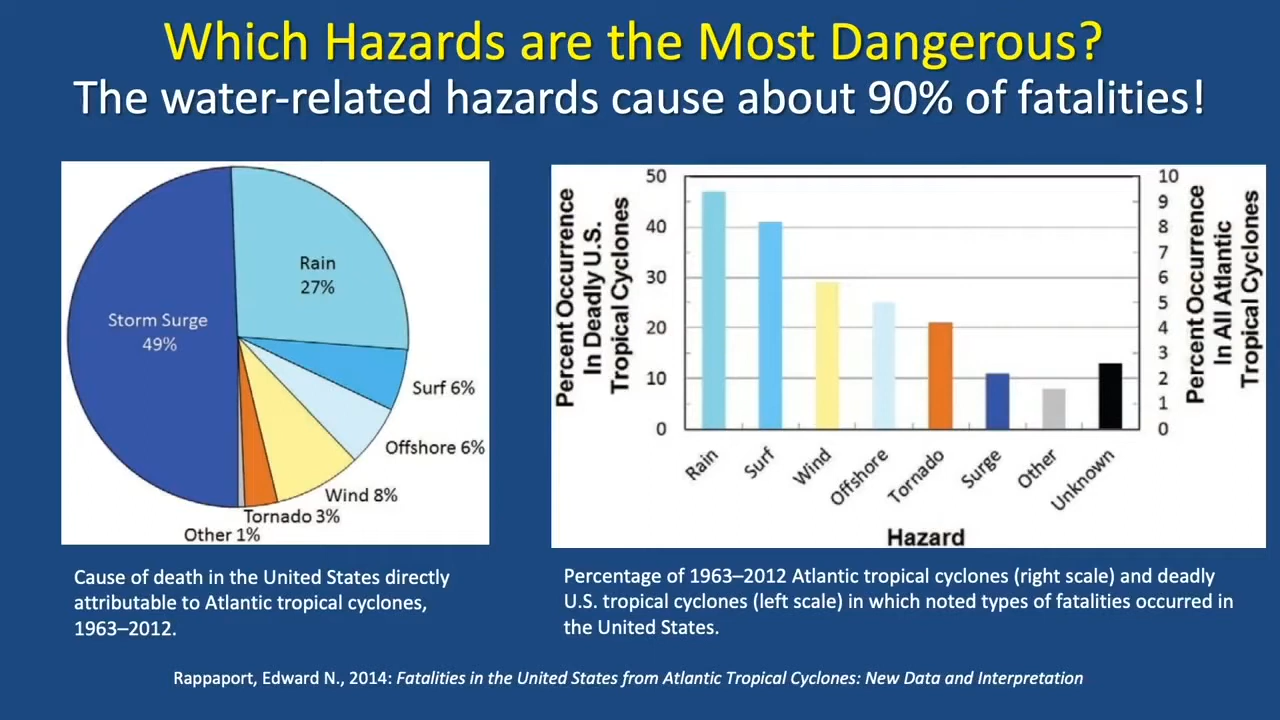 Which Hazards are the Most Dangerous?
The water-related hazards cause about 90% of fatalities!
Rain
27%
Storm Surge
49%
Surf 6%
Offshore 6%
Wind 8%
Tornado 3%
Other 1%
Cause of death in the United States directly
attributable to Atlantic tropical cyclones,
1963–2012.
Percent Occurrence
In Deadly U.S.
Tropical Cyclones
50
40
30
20
10
0
10
9
8
7
6
5
4
3
2
1
0
Percent Occurrence
In All Atlantic
Tropical Cyclones
Rain
Surf
Wind
Offshore
Tornado
Surge
Other
Unknown
Hazard
Percentage of 1963–2012 Atlantic tropical cyclones (right scale) and deadly
U.S. tropical cyclones (left scale) in which noted types of fatalities occurred in
the United States.
Rappaport, Edward N., 2014: Fatalities in the United States from Atlantic Tropical Cyclones: New Data and Interpretation